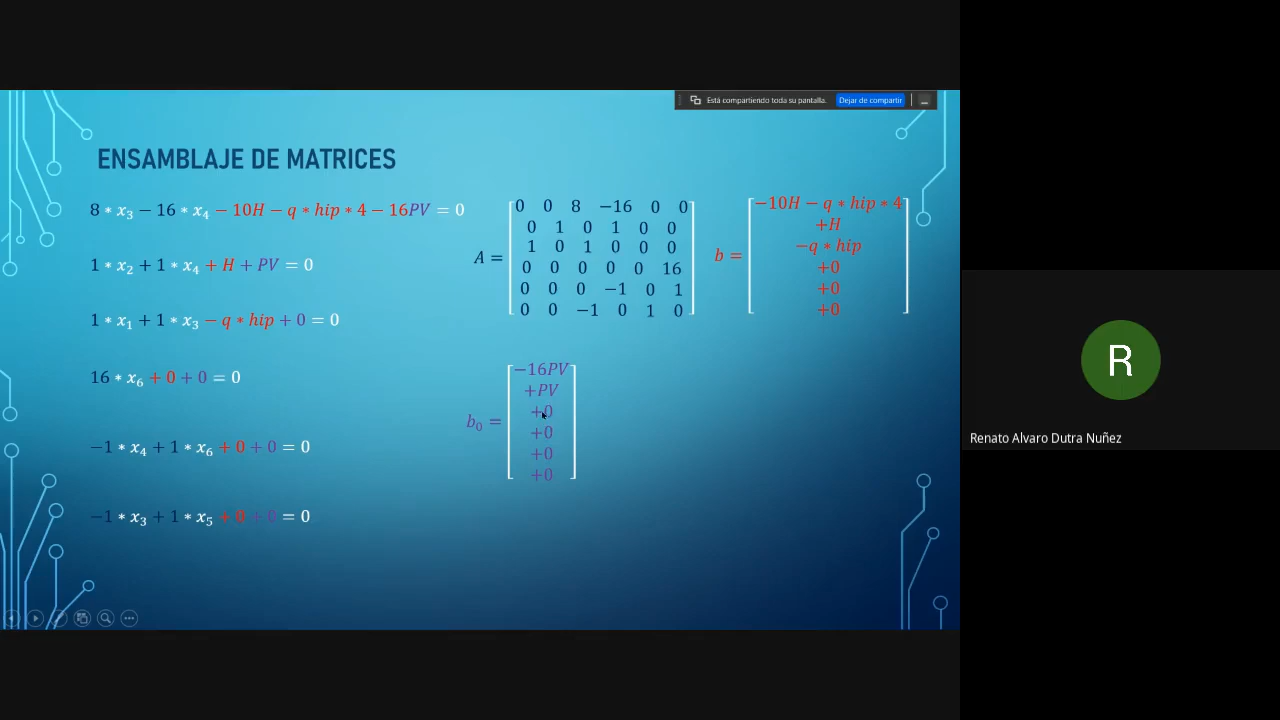 Está compartiendo toda su pantalla. Dejar de compartir
ENSAMBLAJE DE MATRICES
8 ∗ x₃ − 16 ∗ x₄ − 10H − q ∗ hip ∗ 4 − 16PV = 0
1 ∗ x₂ + 1 ∗ x₄ + H + PV = 0
1 ∗ x₁ + 1 ∗ x₃ − q ∗ hip + 0 = 0
16 ∗ x₆ + 0 + 0 = 0
−1 ∗ x₄ + 1 ∗ x₆ + 0 + 0 = 0
−1 ∗ x₃ + 1 ∗ x₅ + 0 + 0 = 0
A =
0 0 8 −16 0 0
0 1 0 1 0 0
1 0 1 0 0 0
0 0 0 0 0 16
0 0 0 −1 0 1
0 0 −1 0 1 0
b =
−10H − q ∗ hip ∗ 4
+H
−q ∗ hip
+0
+0
+0
b₀ =
−16PV
+PV
+0
+0
+0
+0
R
Renato Alvaro Dutra Nuñez